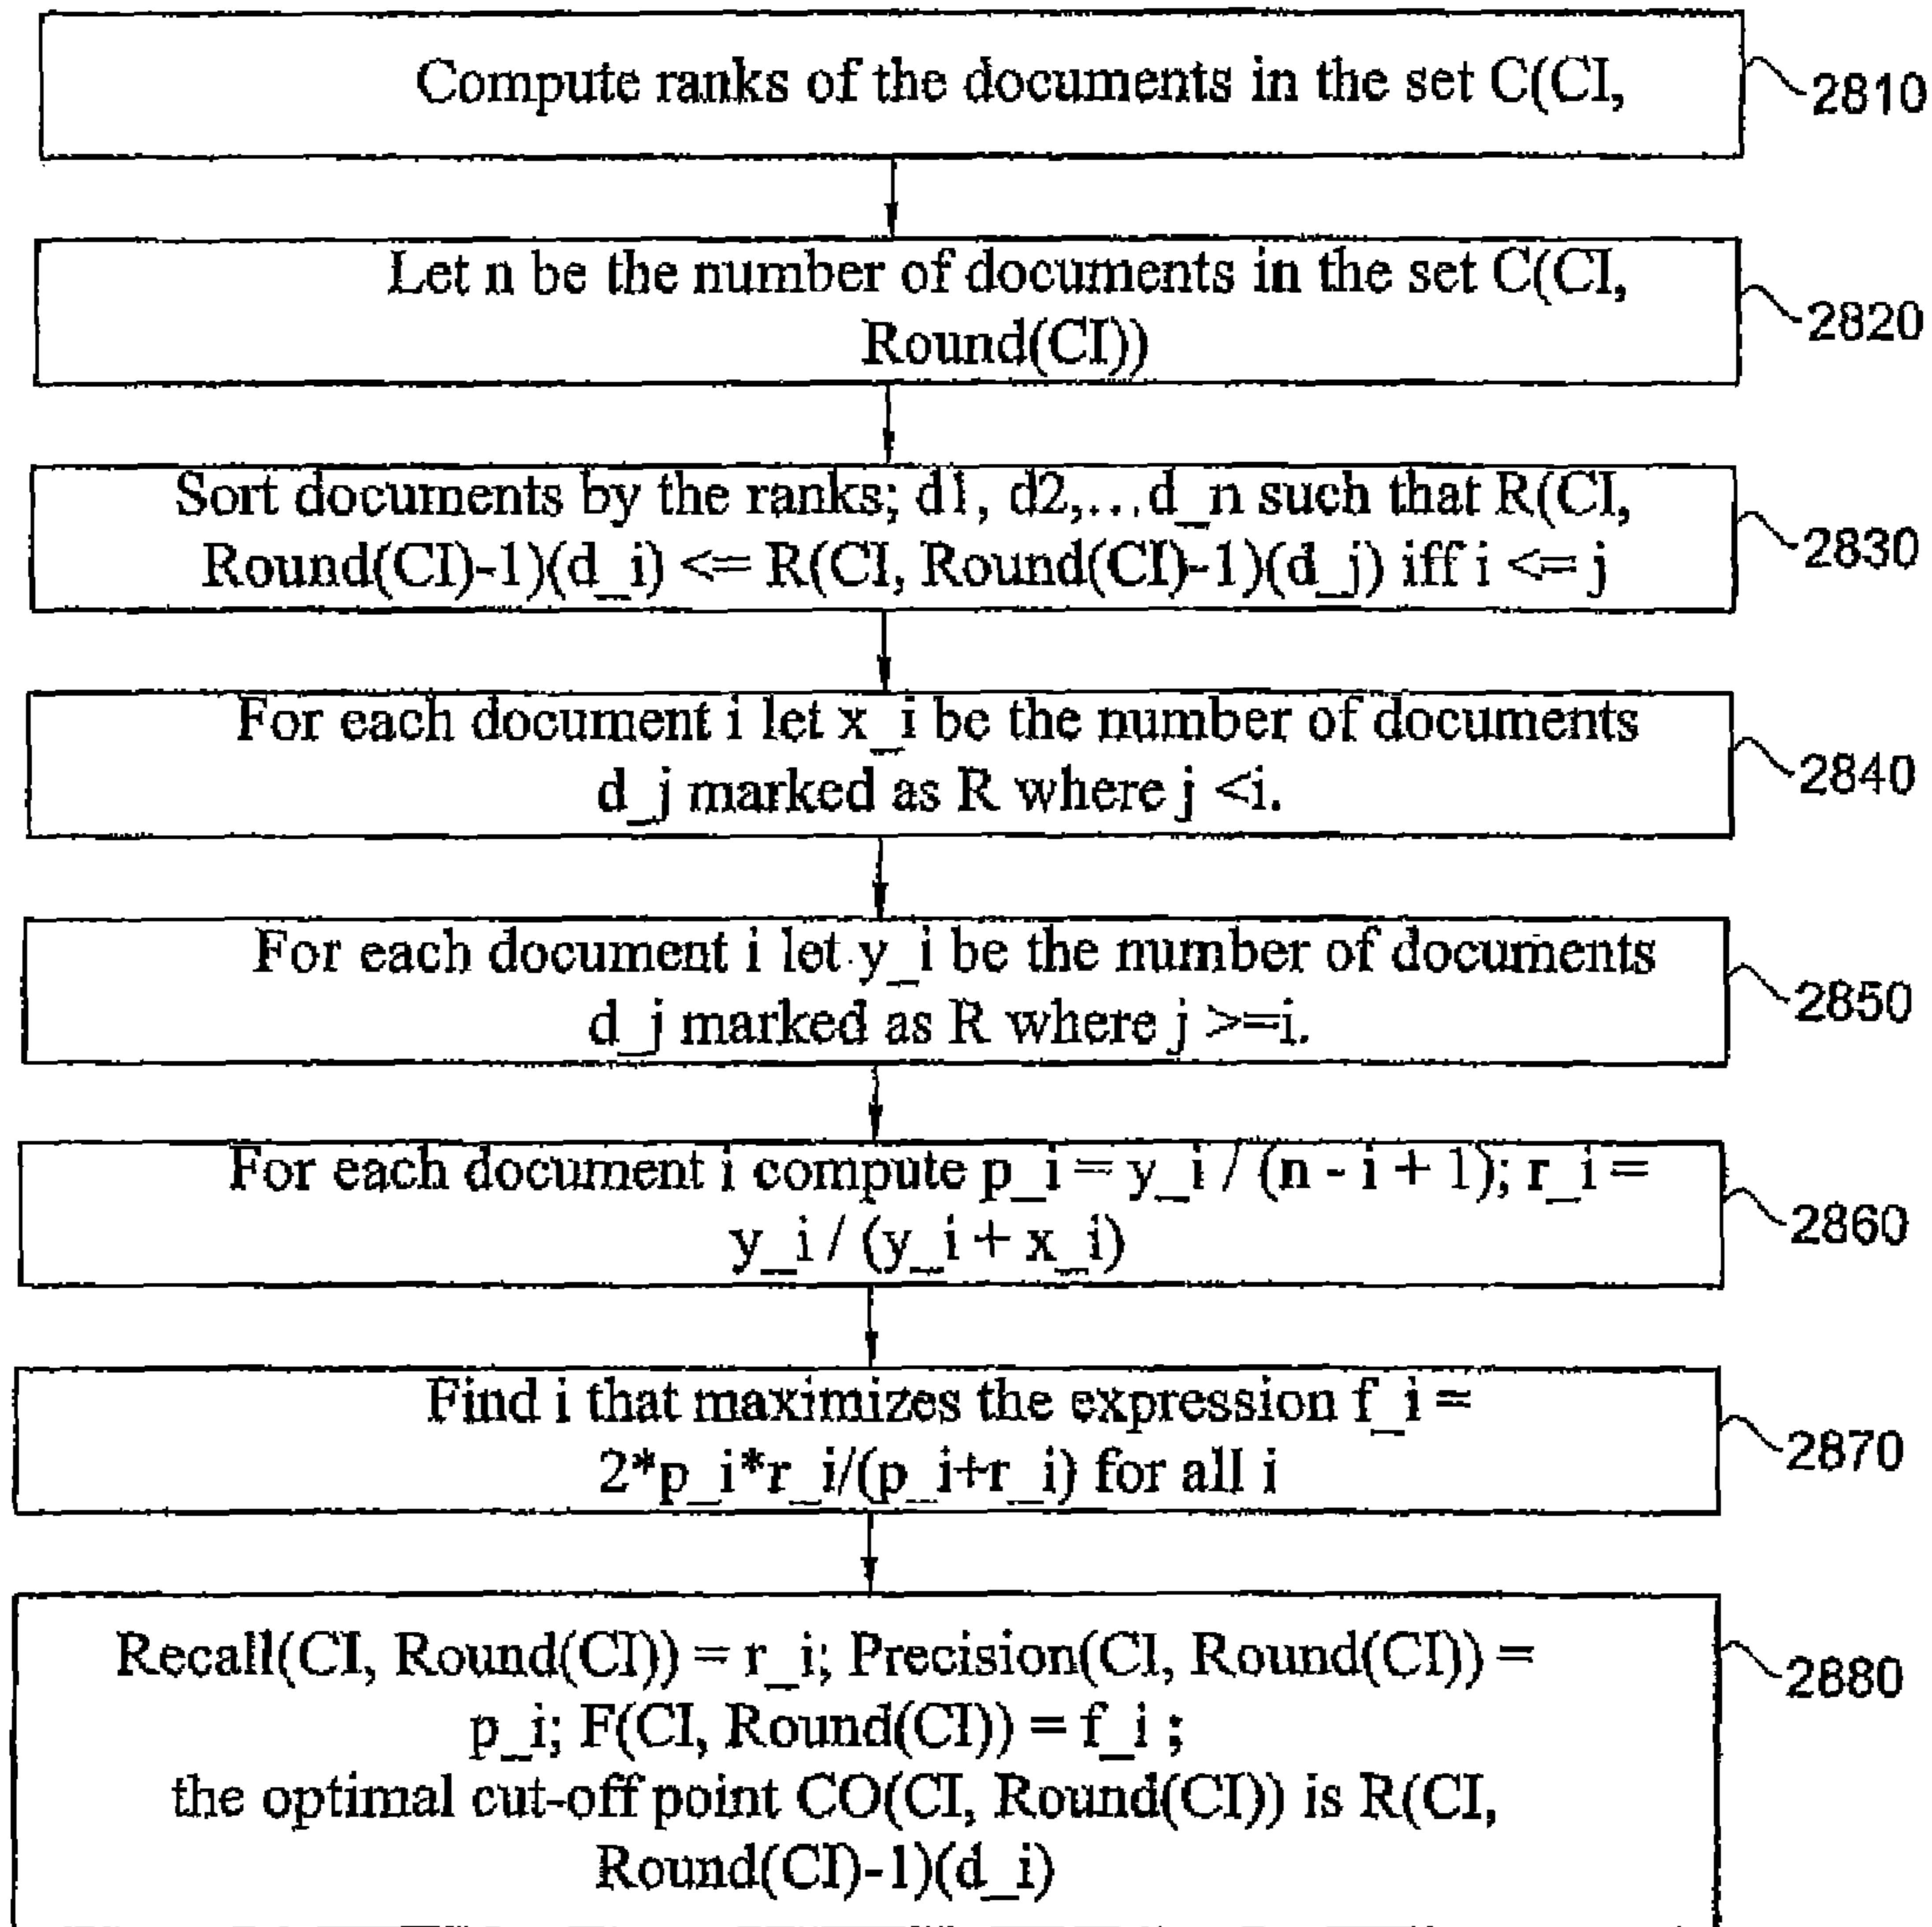 Compute ranks of the documents in the set C(CI,
2810
Let n be the number of documents in the set C(CI,
Round(CI))
2820
Sort documents by the ranks; d1, d2,...d_n such that R(CI,
Round(CI)-1)(d_i) <= R(CI, Round(CI)-1)(d_j) iff i <= j
2830
For each document i let x_i be the number of documents
d_j marked as R where j <i.
2840
For each document i let y_i be the number of documents
d_j marked as R where j >=i.
2850
For each document i compute p_i = y_i / (n - i + 1); r_i =
y_i / (y_i + x_i)
2860
Find i that maximizes the expression f_i =
2*p_i*r_i/(p_i+r_i) for all i
2870
Recall(CI, Round(CI)) = r_i; Precision(CI, Round(CI)) =
p_i; F(CI, Round(CI)) = f_i ;
the optimal cut-off point CO(CI, Round(CI)) is R(CI,
Round(CI)-1)(d_i)
2880